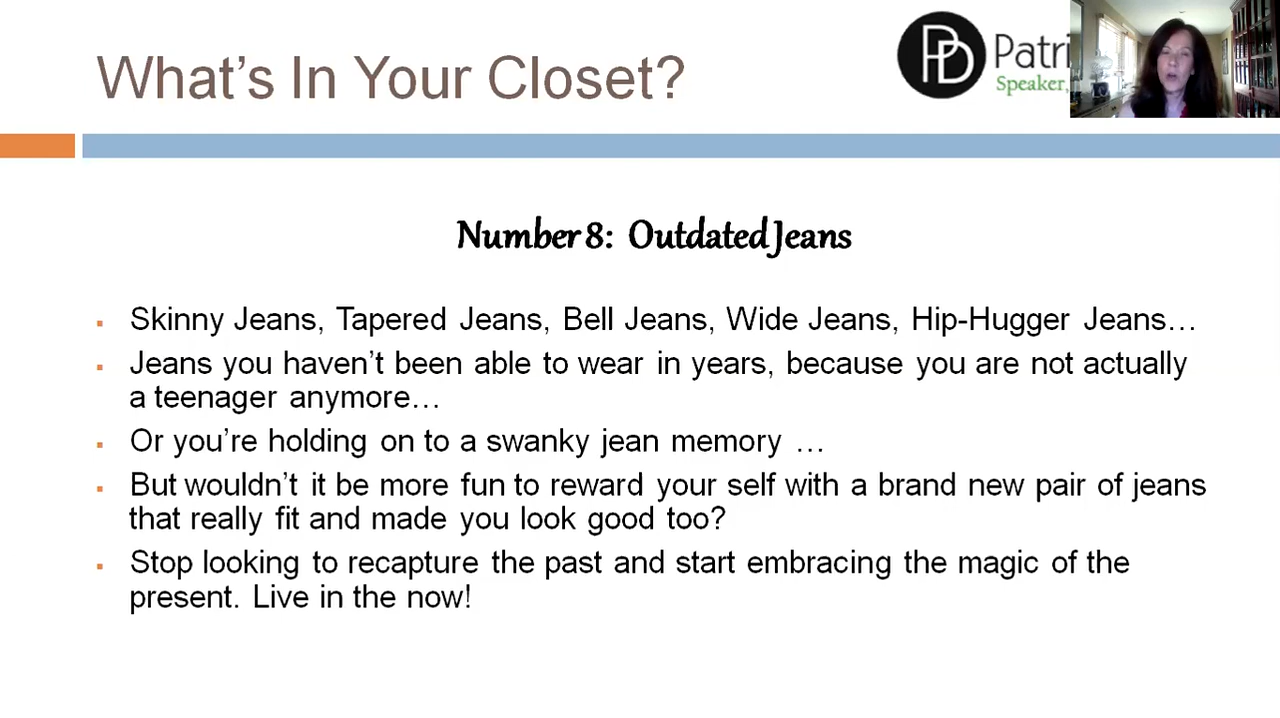 What's In Your Closet?
PD
Patri
Speaker,
Number 8: Outdated Jeans
Skinny Jeans, Tapered Jeans, Bell Jeans, Wide Jeans, Hip-Hugger Jeans…
Jeans you haven't been able to wear in years, because you are not actually
a teenager anymore…
Or you're holding on to a swanky jean memory …
But wouldn't it be more fun to reward your self with a brand new pair of jeans
that really fit and made you look good too?
Stop looking to recapture the past and start embracing the magic of the
present. Live in the now!